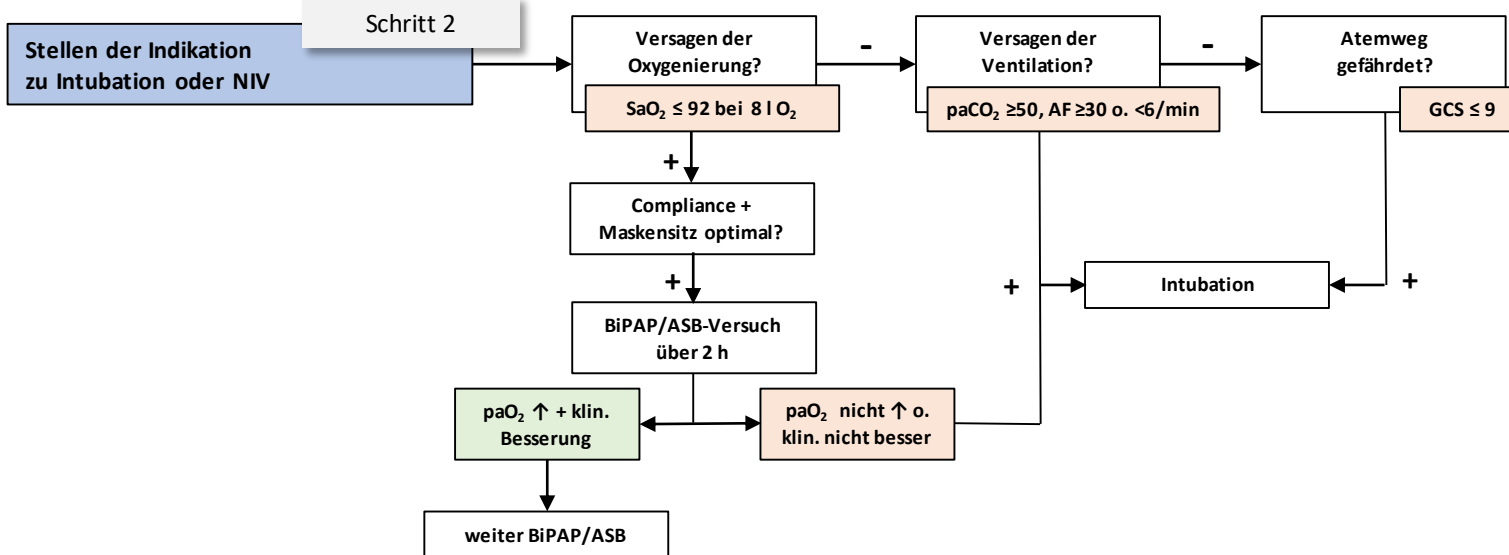 Schritt 2
Stellen der Indikation
zu Intubation oder NIV
Versagen der
Oxygenierung?
SaO₂ ≤ 92 bei 8 l O₂
-
Versagen der
Ventilation?
paCO₂ ≥50, AF ≥30 o. <6/min
-
Atemweg
gefährdet?
GCS ≤ 9
+
Compliance +
Maskensitz optimal?
+
BiPAP/ASB-Versuch
über 2 h
+
Intubation
+
paO₂ ↑ + klin.
Besserung
paO₂ nicht ↑ o.
klin. nicht besser
weiter BiPAP/ASB